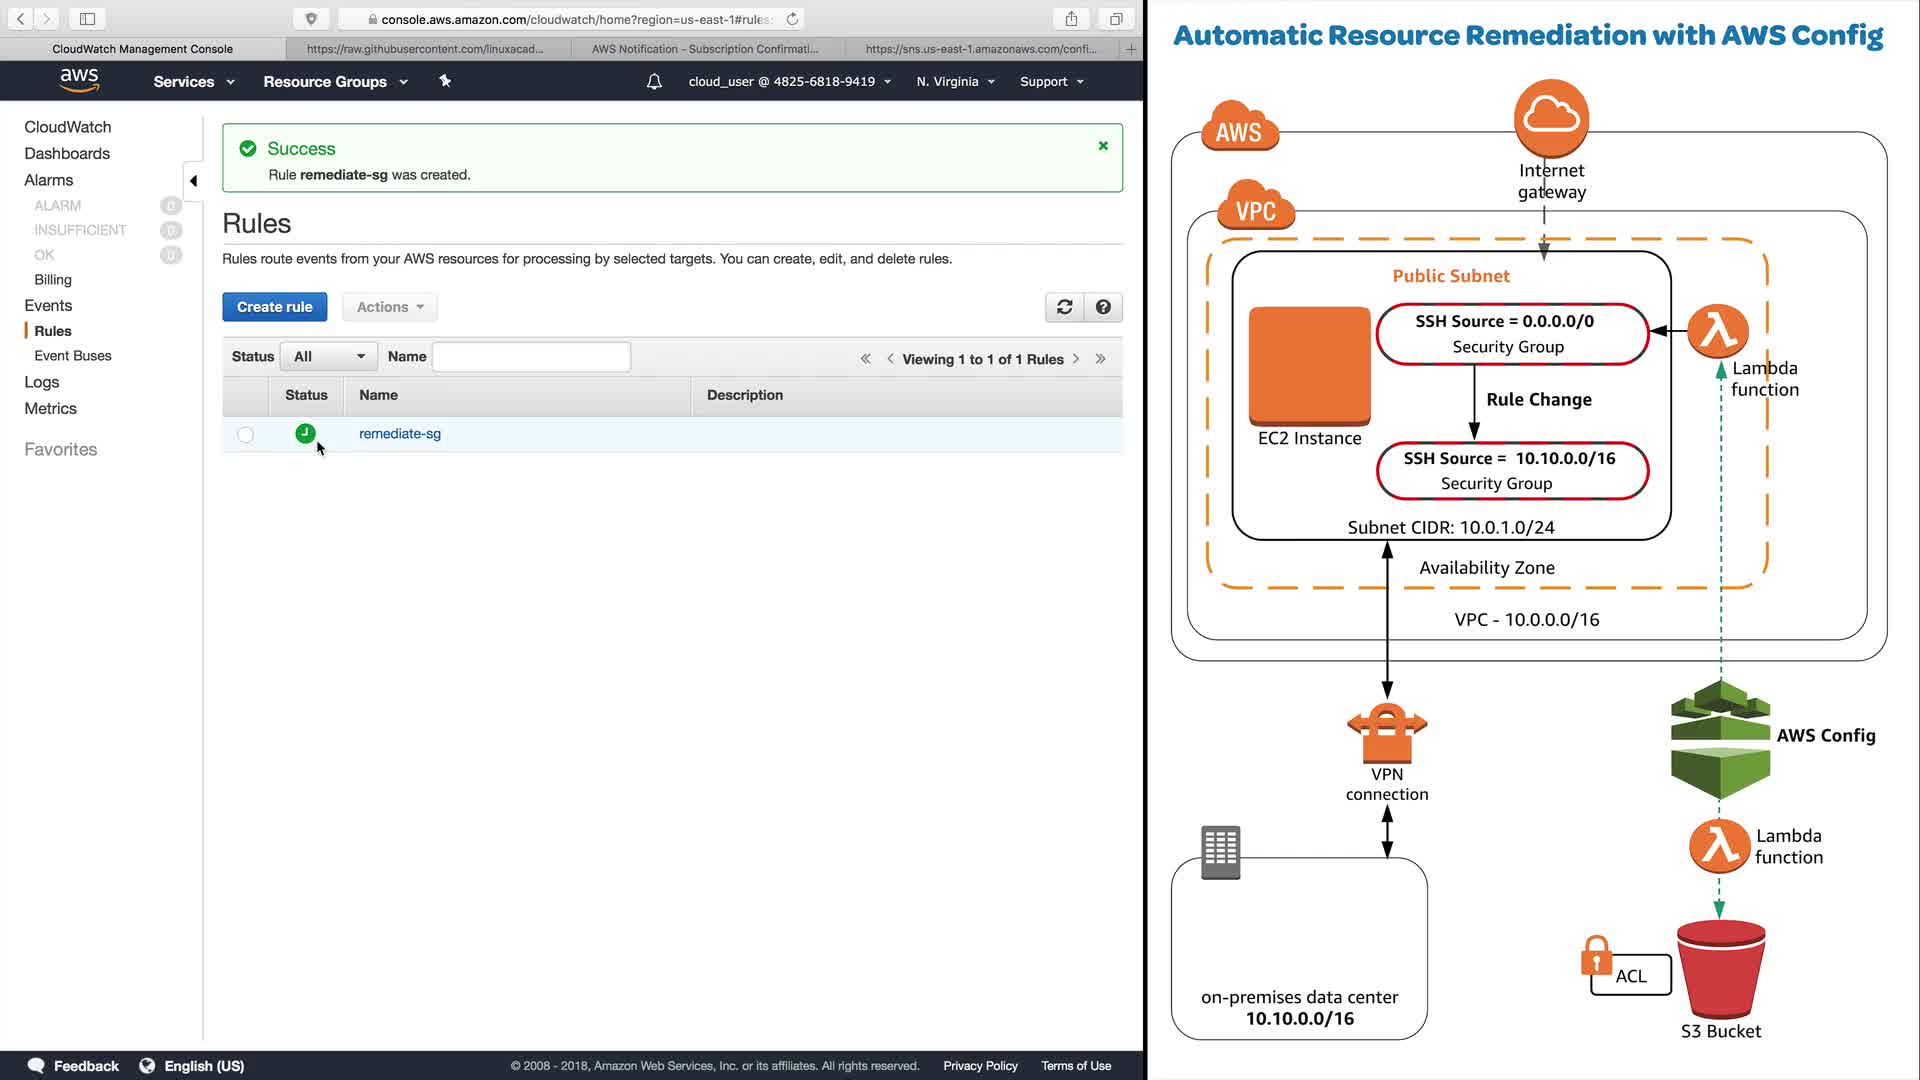 console.aws.amazon.com/cloudwatch/home?region=us-east-1#rules:
CloudWatch Management Console
https://raw.githubusercontent.com/linuxacad...
AWS Notification - Subscription Confirmati...
https://sns.us-east-1.amazonaws.com/confi...
aws
Services
Resource Groups
cloud_user @ 4825-6818-9419
N. Virginia
Support
CloudWatch
Dashboards
Alarms
ALARM 0
INSUFFICIENT 0
OK 0
Billing
Events
Rules
Event Buses
Logs
Metrics
Favorites
Success
Rule remediate-sg was created.
Rules
Rules route events from your AWS resources for processing by selected targets. You can create, edit, and delete rules.
Create rule
Actions
Status
All
Name
Viewing 1 to 1 of 1 Rules
Status
Name
Description
remediate-sg
Feedback
English (US)
© 2008 - 2018, Amazon Web Services, Inc. or its affiliates. All rights reserved.
Privacy Policy
Terms of Use
Automatic Resource Remediation with AWS Config
AWS
Internet
gateway
VPC
Public Subnet
SSH Source = 0.0.0.0/0
Security Group
Lambda
function
Rule Change
EC2 Instance
SSH Source = 10.10.0.0/16
Security Group
Subnet CIDR: 10.0.1.0/24
Availability Zone
VPC - 10.0.0.0/16
AWS Config
VPN
connection
Lambda
function
ACL
on-premises data center
10.10.0.0/16
S3 Bucket